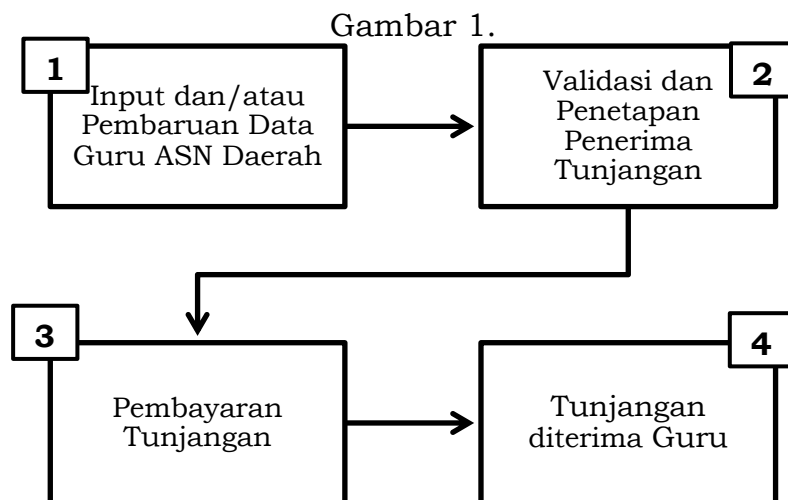 Gambar 1.
1
Input dan/atau
Pembaruan Data
Guru ASN Daerah
2
Validasi dan
Penetapan
Penerima
Tunjangan
3
Pembayaran
Tunjangan
4
Tunjangan
diterima Guru